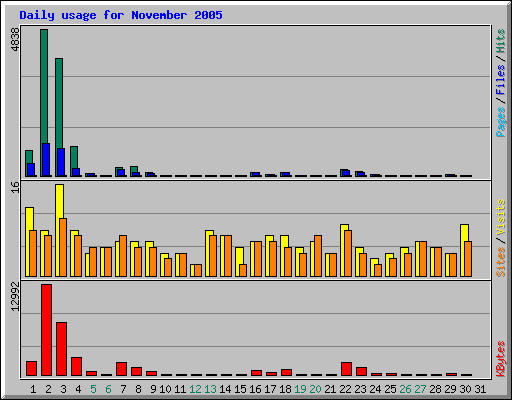 Daily usage for November 2005
4838
Pages / Files / Hits
16
Sites / Visits
12992
KBytes
1 2 3 4 5 6 7 8 9 10 11 12 13 14 15 16 17 18 19 20 21 22 23 24 25 26 27 28 29 30 31